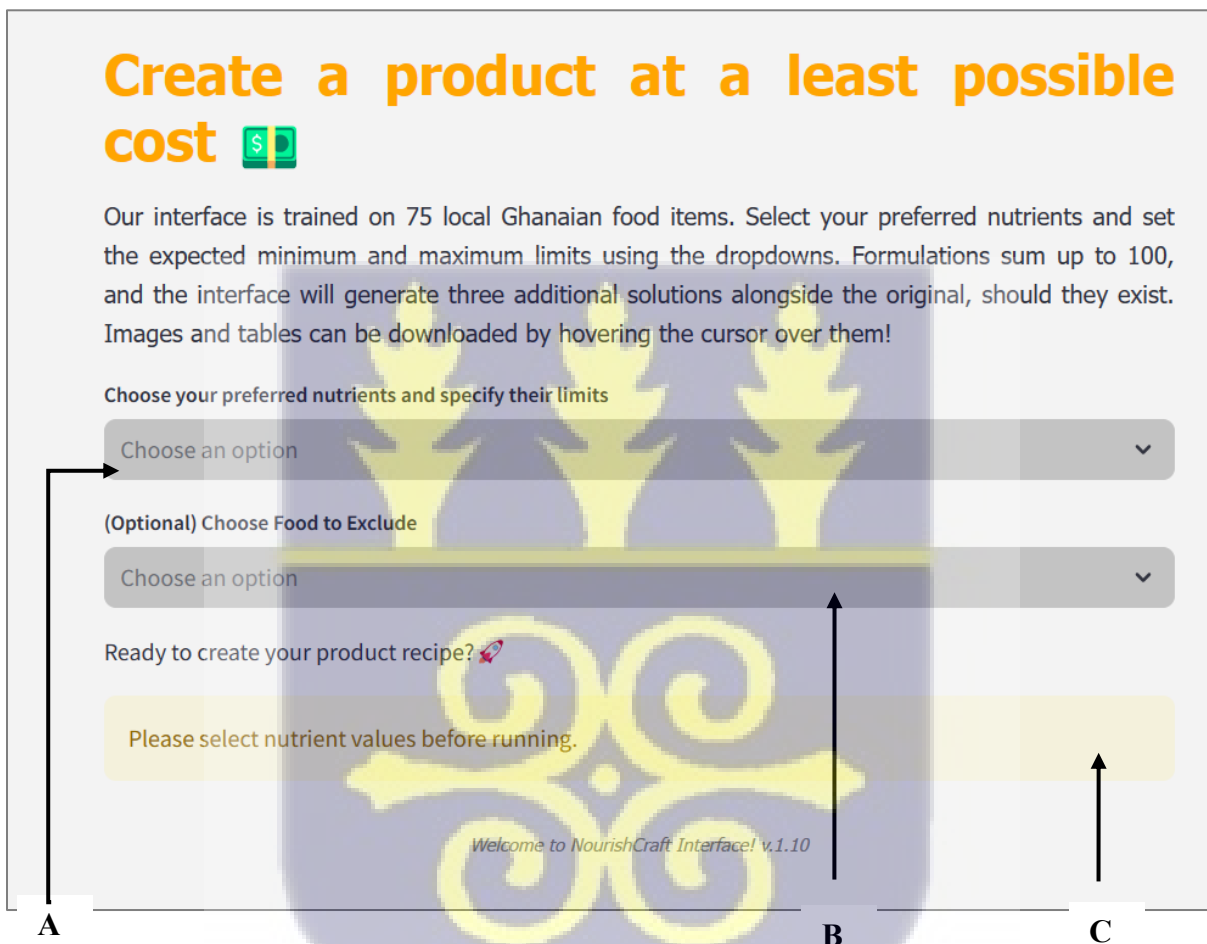 Create a product at a least possible
cost
Our interface is trained on 75 local Ghanaian food items. Select your preferred nutrients and set
the expected minimum and maximum limits using the dropdowns. Formulations sum up to 100,
and the interface will generate three additional solutions alongside the original, should they exist.
Images and tables can be downloaded by hovering the cursor over them!
Choose your preferred nutrients and specify their limits
Choose an option
(Optional) Choose Food to Exclude
Choose an option
Ready to create your product recipe?
Please select nutrient values before running.
Welcome to NourishCraft Interface! v.1.10
A
B
C